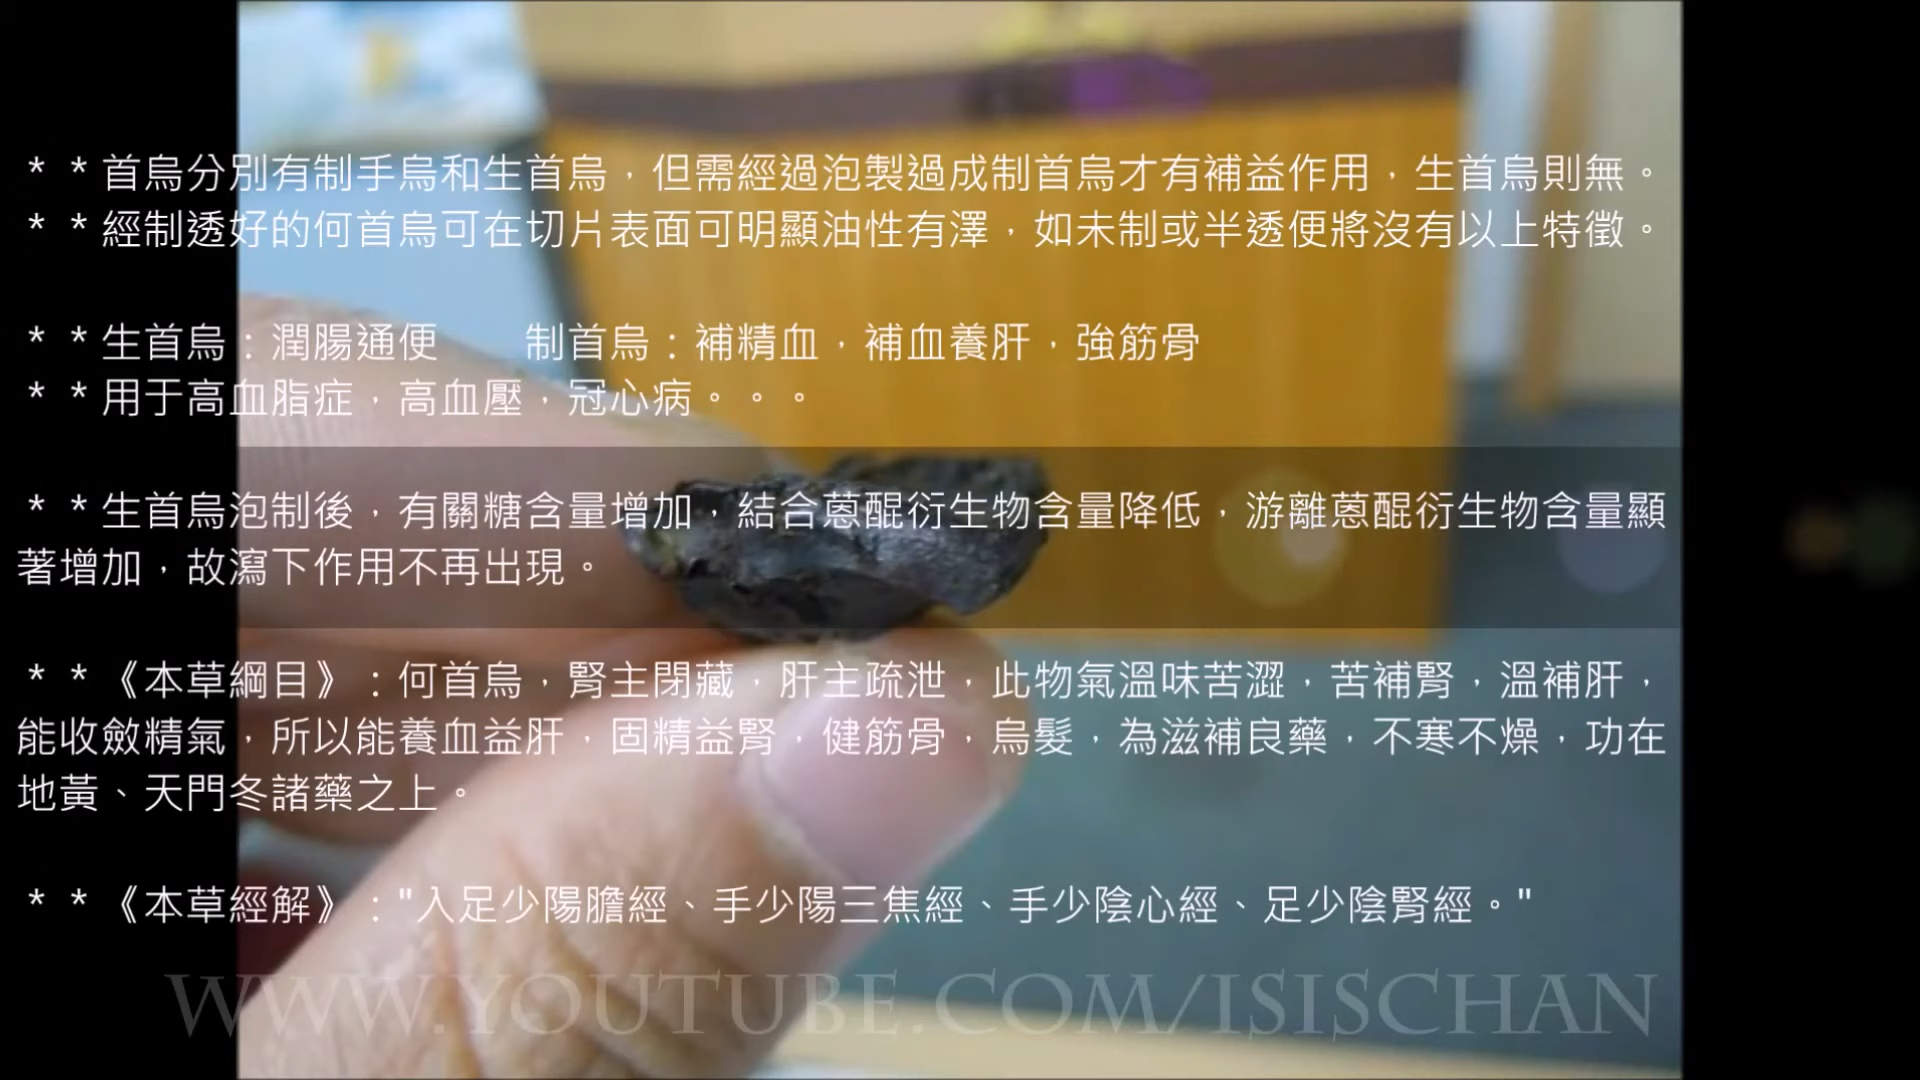 ＊＊首烏分別有制手烏和生首烏，但需經過泡製過成制首烏才有補益作用，生首烏則無。
＊＊經制透好的何首烏可在切片表面可明顯油性有澤，如未制或半透便將沒有以上特徵。
＊＊生首烏：潤腸通便　　制首烏：補精血，補血養肝，強筋骨
＊＊用于高血脂症，高血壓，冠心病。。。
＊＊生首烏泡制後，有關糖含量增加，結合蒽醌衍生物含量降低，游離蒽醌衍生物含量顯
著增加，故瀉下作用不再出現。
＊＊《本草綱目》：何首烏，腎主閉藏，肝主疏泄，此物氣溫味苦澀，苦補腎，溫補肝，
能收斂精氣，所以能養血益肝，固精益腎，健筋骨，烏髮，為滋補良藥，不寒不燥，功在
地黃、天門冬諸藥之上。
＊＊《本草經解》："入足少陽膽經、手少陽三焦經、手少陰心經、足少陰腎經。"
WWW.YOUTUBE.COM/ISISCHAN